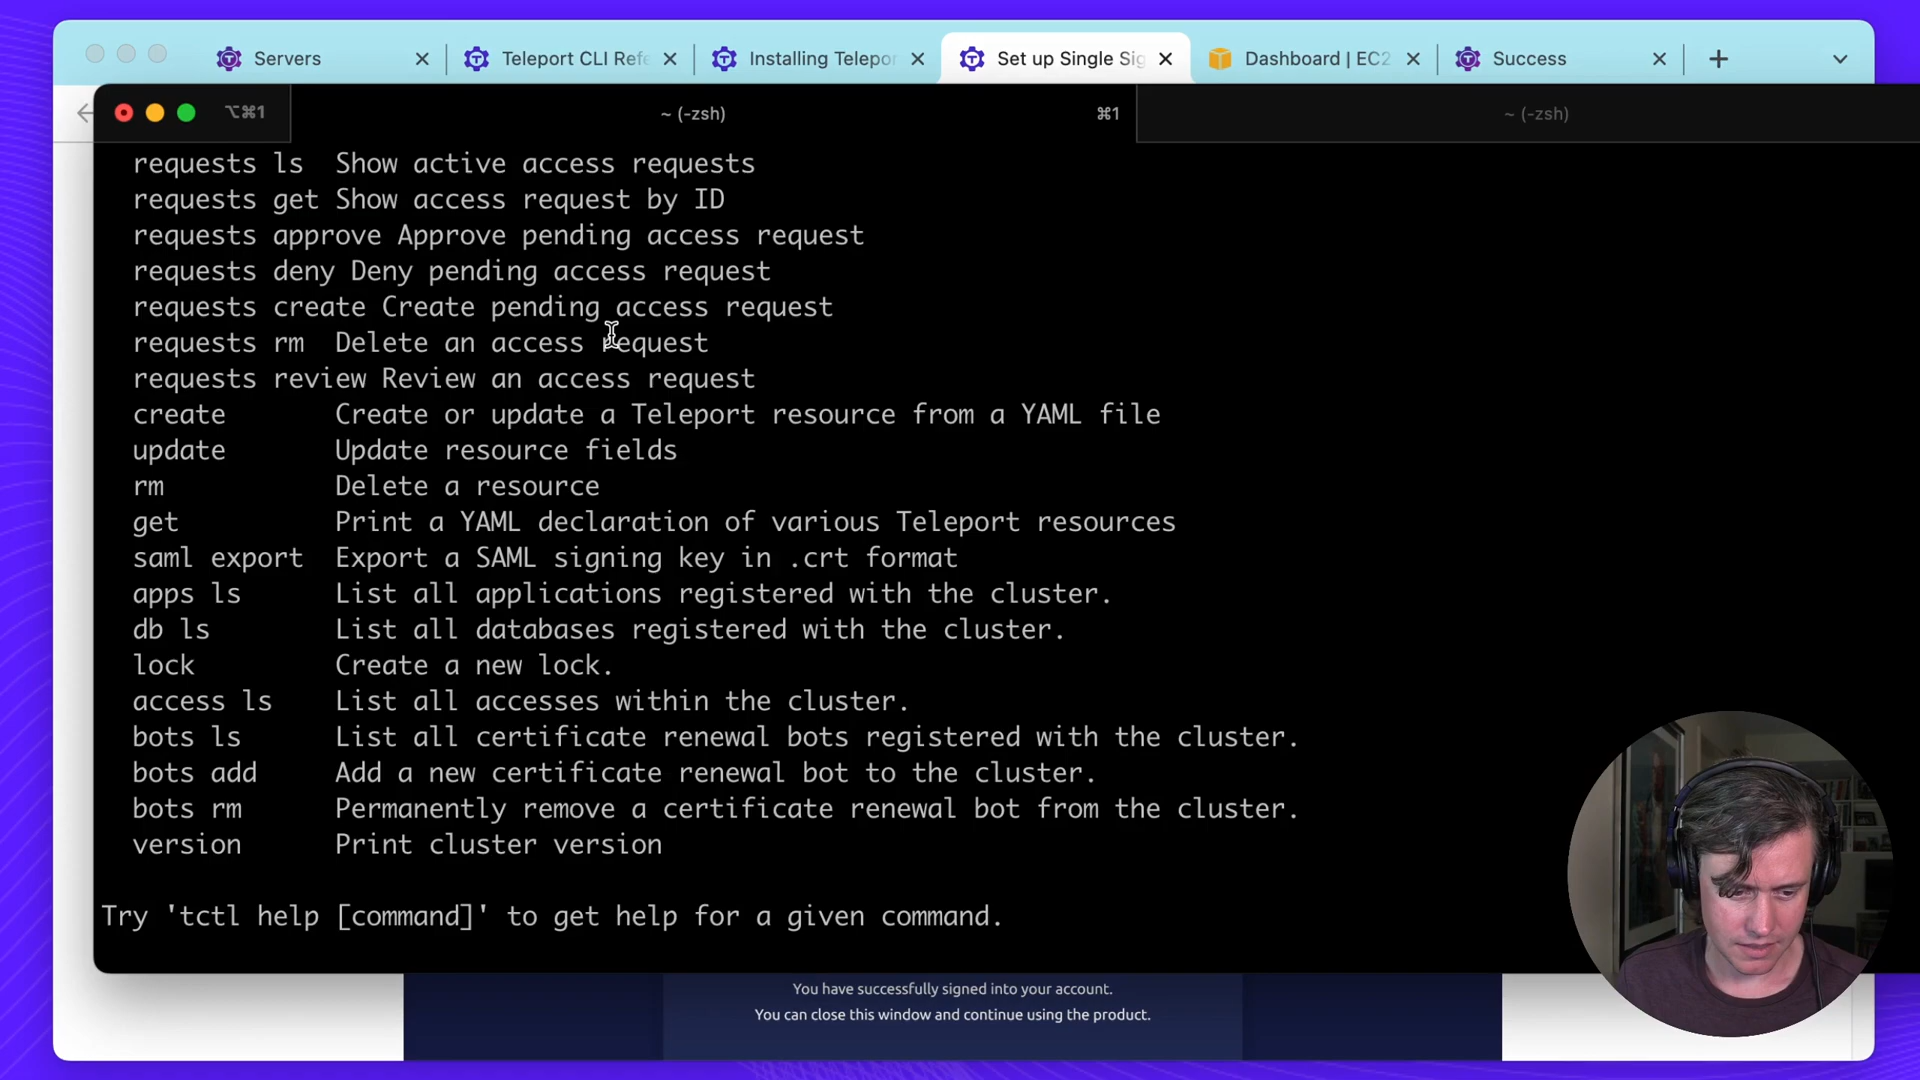 Servers
Teleport CLI Refe
Installing Telepor
Set up Single Sig
Dashboard | EC2
Success
⌥⌘1
~ (-zsh)
⌘1
~ (-zsh)
requests ls  Show active access requests
requests get Show access request by ID
requests approve Approve pending access request
requests deny Deny pending access request
requests create Create pending access request
requests rm  Delete an access request
requests review Review an access request
create       Create or update a Teleport resource from a YAML file
update       Update resource fields
rm           Delete a resource
get          Print a YAML declaration of various Teleport resources
saml export  Export a SAML signing key in .crt format
apps ls      List all applications registered with the cluster.
db ls        List all databases registered with the cluster.
lock         Create a new lock.
access ls    List all accesses within the cluster.
bots ls      List all certificate renewal bots registered with the cluster.
bots add     Add a new certificate renewal bot to the cluster.
bots rm      Permanently remove a certificate renewal bot from the cluster.
version      Print cluster version
Try 'tctl help [command]' to get help for a given command.
You have successfully signed into your account.
You can close this window and continue using the product.